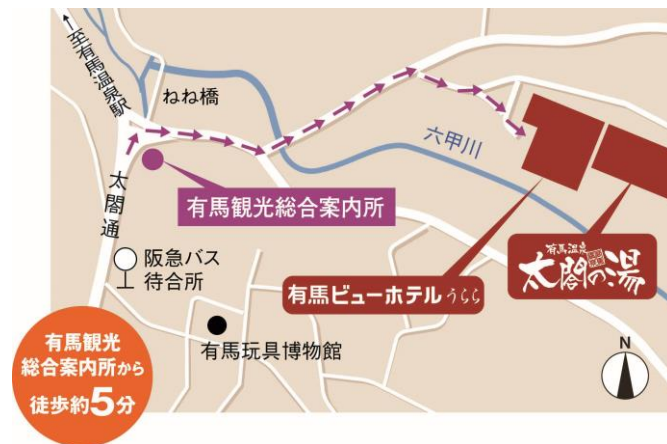 ←至有馬温泉駅
ねね橋
太閤通
六甲川
有馬観光総合案内所
阪急バス
待合所
有馬玩具博物館
有馬ビューホテルうらら
有馬温泉
太閤の湯
有馬観光
総合案内所から
徒歩約5分
N